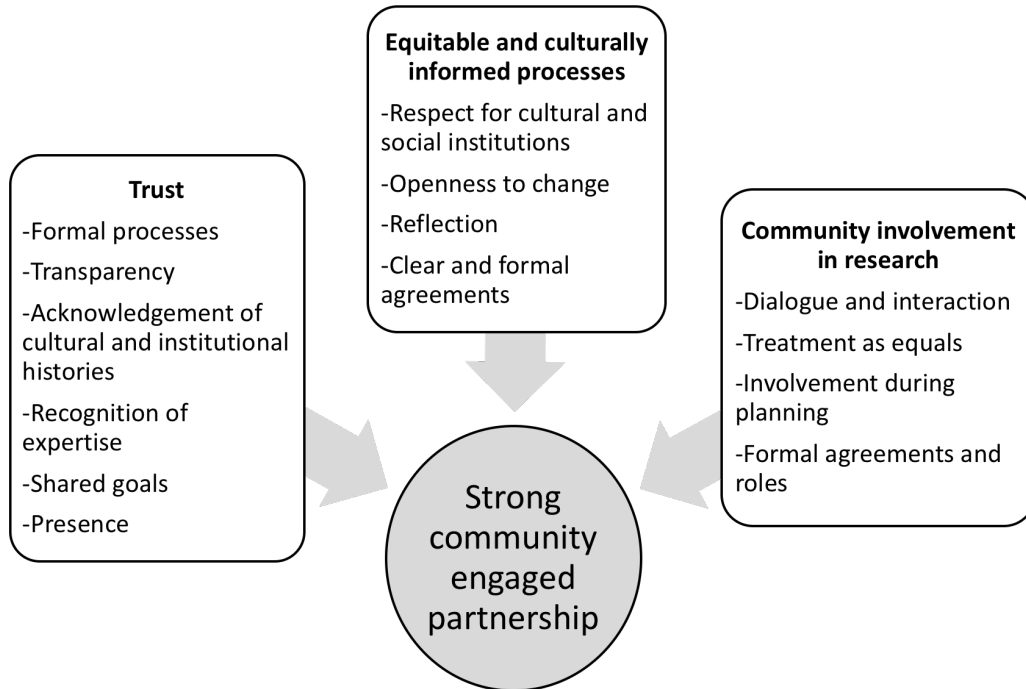 Equitable and culturally
informed processes
-Respect for cultural and
social institutions
-Openness to change
-Reflection
-Clear and formal
agreements
Trust
-Formal processes
-Transparency
-Acknowledgement of
cultural and institutional
histories
-Recognition of
expertise
-Shared goals
-Presence
Community involvement
in research
-Dialogue and interaction
-Treatment as equals
-Involvement during
planning
-Formal agreements and
roles
Strong
community
engaged
partnership